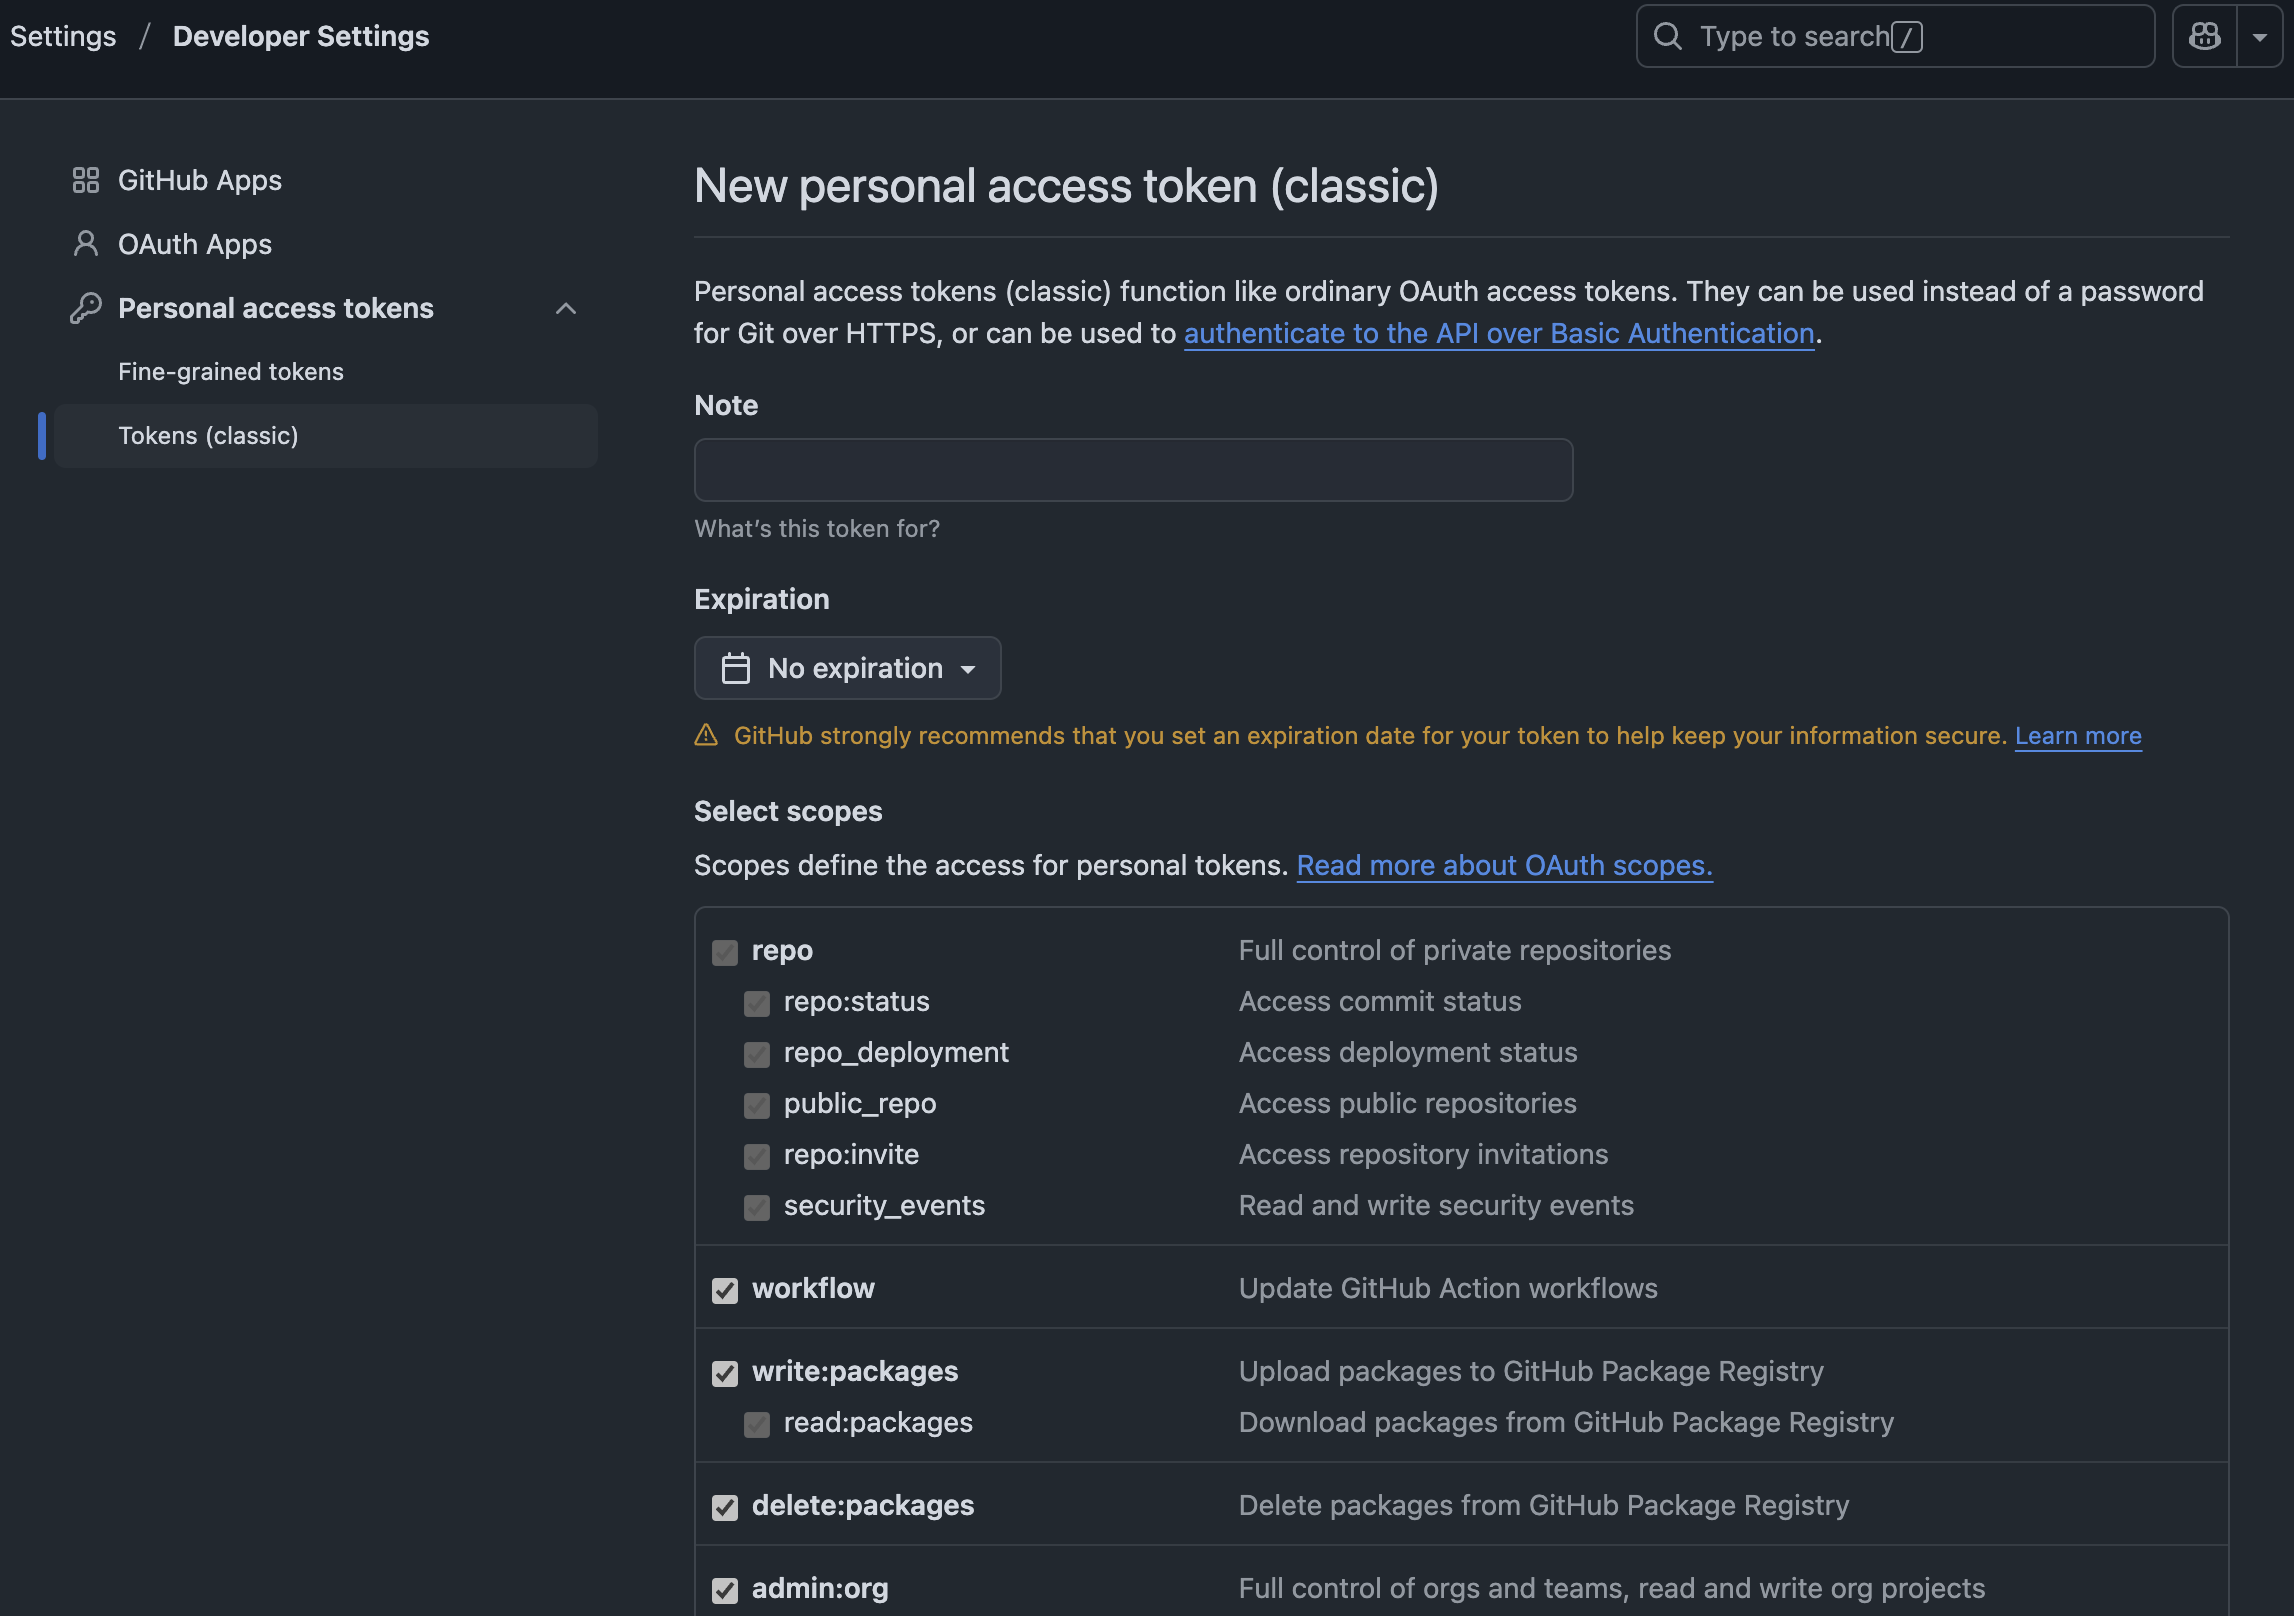 Settings / Developer Settings
Type to search /
GitHub Apps
OAuth Apps
Personal access tokens
Fine-grained tokens
Tokens (classic)
New personal access token (classic)
Personal access tokens (classic) function like ordinary OAuth access tokens. They can be used instead of a password
for Git over HTTPS, or can be used to authenticate to the API over Basic Authentication.
Note
What's this token for?
Expiration
No expiration
GitHub strongly recommends that you set an expiration date for your token to help keep your information secure. Learn more
Select scopes
Scopes define the access for personal tokens. Read more about OAuth scopes.
repo Full control of private repositories
repo:status Access commit status
repo_deployment Access deployment status
public_repo Access public repositories
repo:invite Access repository invitations
security_events Read and write security events
workflow Update GitHub Action workflows
write:packages Upload packages to GitHub Package Registry
read:packages Download packages from GitHub Package Registry
delete:packages Delete packages from GitHub Package Registry
admin:org Full control of orgs and teams, read and write org projects